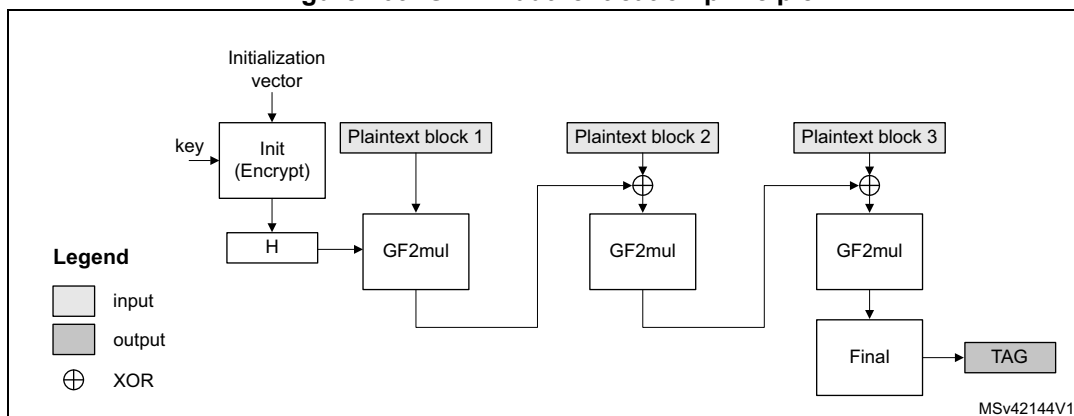 Initialization
vector
key
Init
(Encrypt)
Plaintext block 1
Plaintext block 2
Plaintext block 3
H
GF2mul
GF2mul
GF2mul
Legend
input
output
XOR
Final
TAG
MSv42144V1